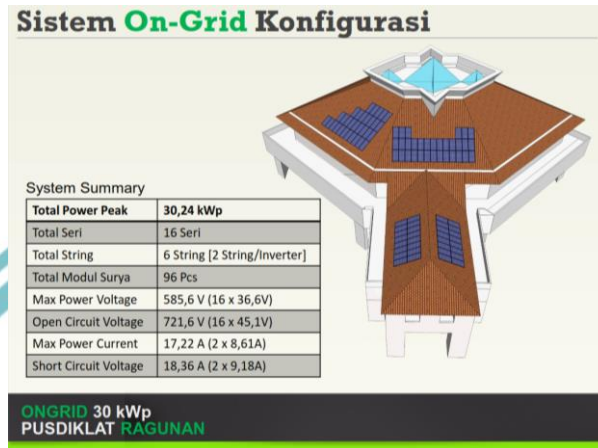 Sistem On-Grid Konfigurasi
System Summary
Total Power Peak 30,24 kWp
Total Seri 16 Seri
Total String 6 String [2 String/Inverter]
Total Modul Surya 96 Pcs
Max Power Voltage 585,6 V (16 x 36,6V)
Open Circuit Voltage 721,6 V (16 x 45,1V)
Max Power Current 17,22 A (2 x 8,61A)
Short Circuit Voltage 18,36 A (2 x 9,18A)
ONGRID 30 kWp
PUSDIKLAT RAGUNAN